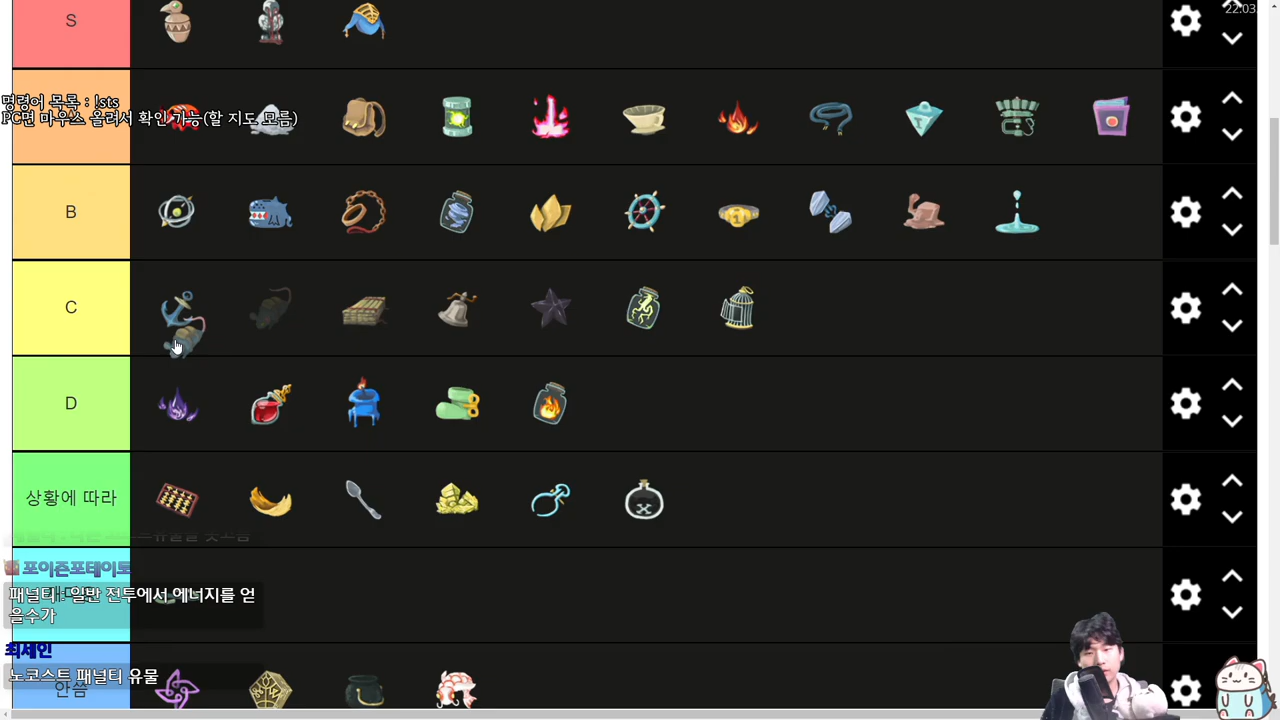 S
22:03
명령어 목록 : !sts
PC면 마우스 올려서 확인 가능(할 지도 모름)
B
C
D
상황에 따라
포이즌포테이토
패널티 : 일반 전투에서 에너지를 얻
을수가
최세인
노코스트 패널티 유물
안씀